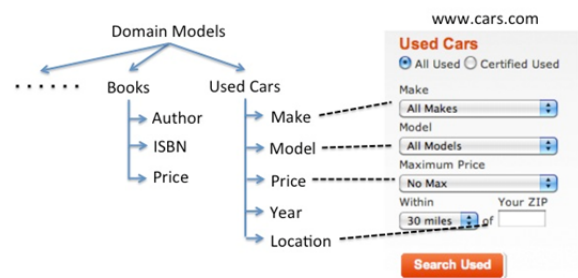 www.cars.com
Domain Models
......
Books
Author
ISBN
Price
Used Cars
Make
Model
Price
Year
Location
Used Cars
All Used Certified Used
Make
All Makes
Model
All Models
Maximum Price
No Max
Within Your ZIP
30 miles of
Search Used